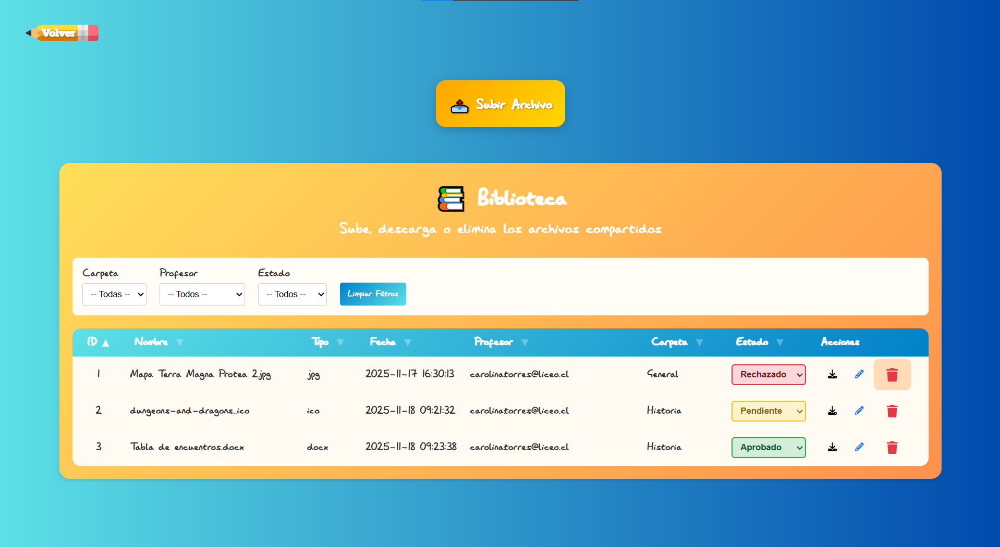 Volver
Subir Archivo
Biblioteca
Sube, descarga o elimina los archivos compartidos
Carpeta Profesor Estado
-- Todas -- -- Todos -- -- Todos -- Limpiar Filtros
ID ▲ Nombre ▼ Tipo ▼ Fecha ▼ Profesor ▼ Carpeta ▼ Estado ▼ Acciones
1 Mapa Terra Magna Protea 2.jpg jpg 2025-11-17 16:30:13 carolinatorres@liceo.cl General Rechazado
2 dungeons-and-dragons..ico ico 2025-11-18 09:21:32 carolinatorres@liceo.cl Historia Pendiente
3 Tabla de encuentros.docx docx 2025-11-18 09:23:38 carolinatorres@liceo.cl Historia Aprobado